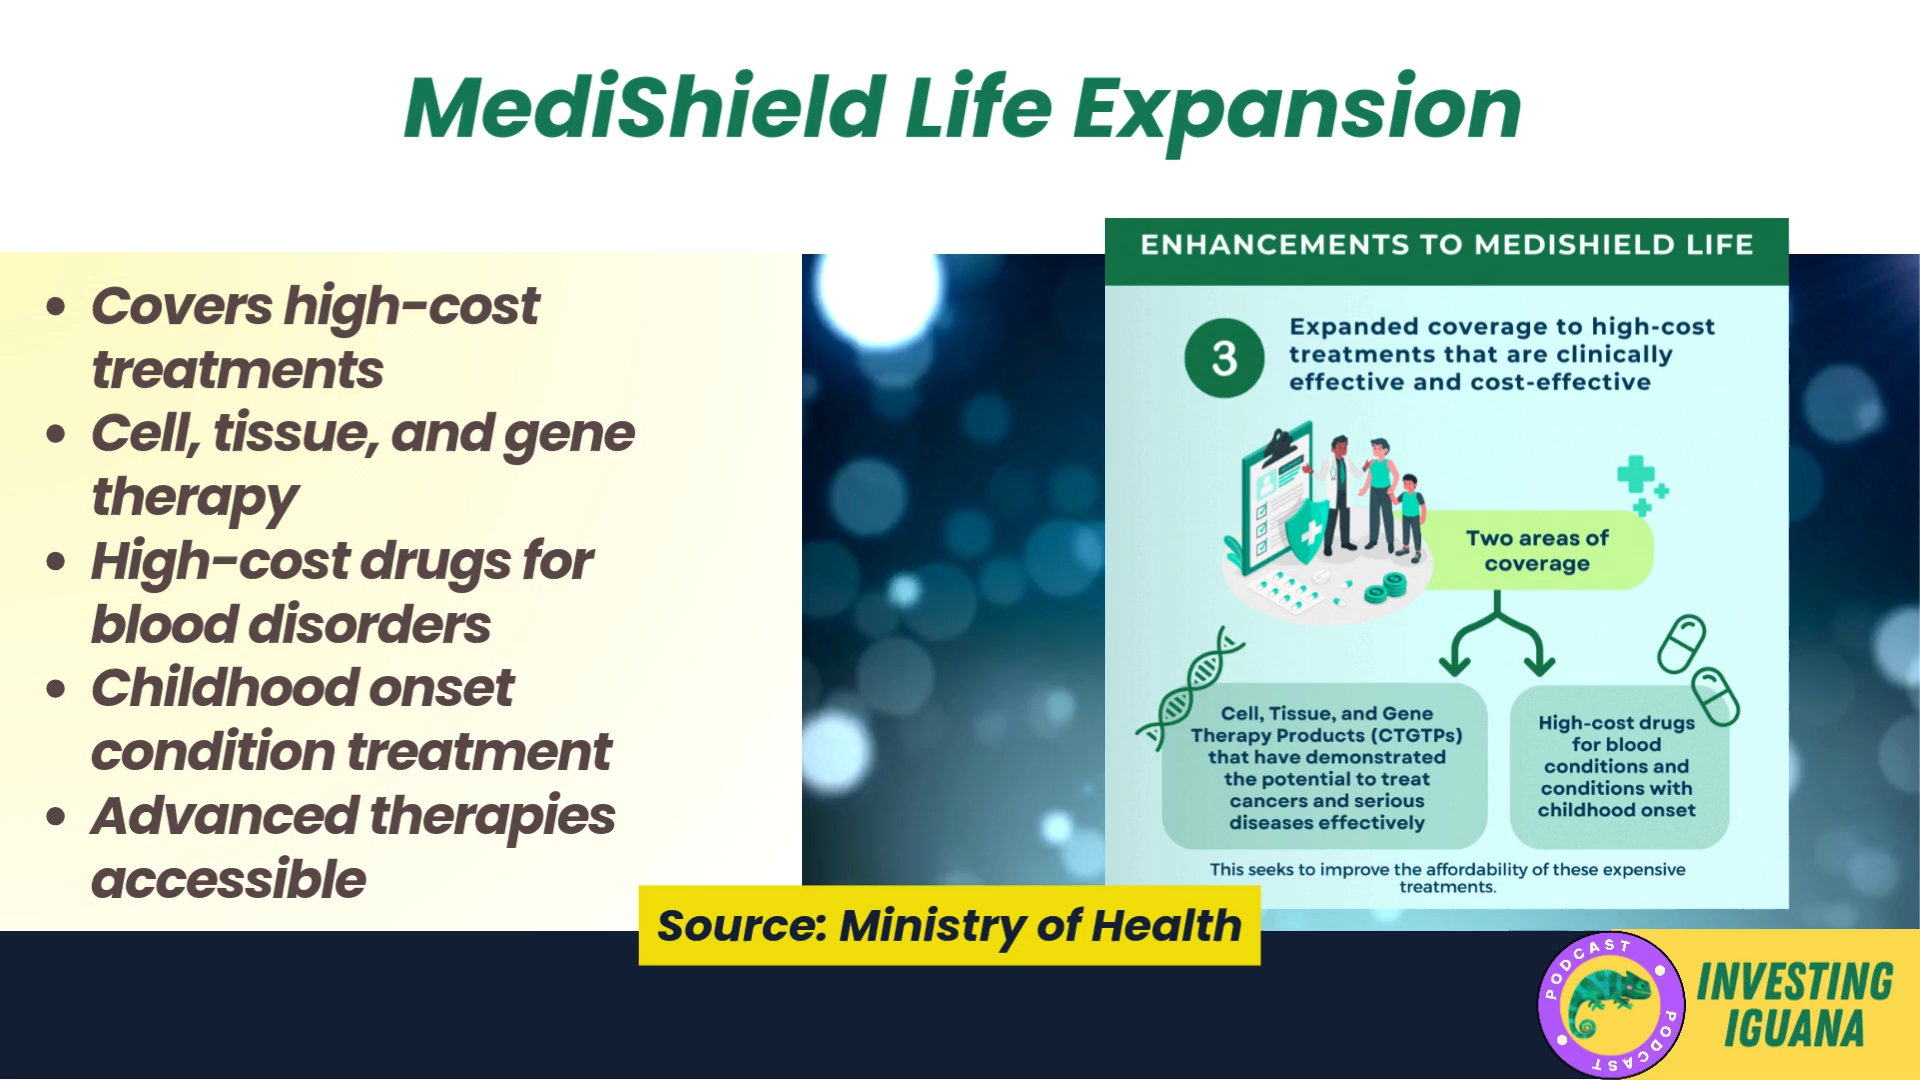 MediShield Life Expansion
• Covers high-cost
treatments
• Cell, tissue, and gene
therapy
• High-cost drugs for
blood disorders
• Childhood onset
condition treatment
• Advanced therapies
accessible
ENHANCEMENTS TO MEDISHIELD LIFE
3
Expanded coverage to high-cost
treatments that are clinically
effective and cost-effective
Two areas of
coverage
Cell, Tissue, and Gene
Therapy Products (CTGTPs)
that have demonstrated
the potential to treat
cancers and serious
diseases effectively
High-cost drugs
for blood
conditions and
conditions with
childhood onset
This seeks to improve the affordability of these expensive
treatments.
Source: Ministry of Health
PODCAST
PODCAST
INVESTING
IGUANA